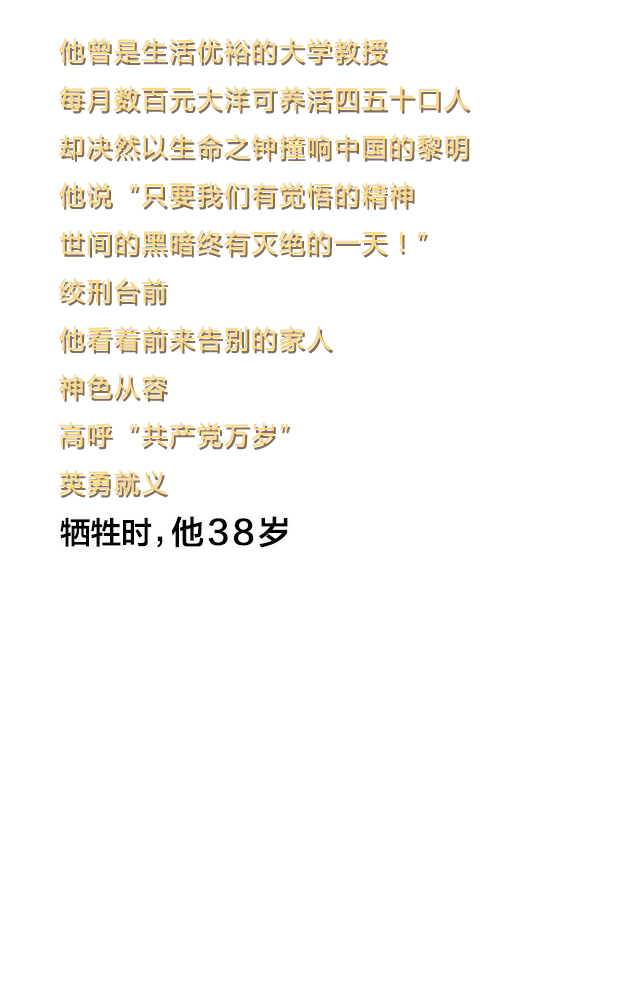 他曾是生活优裕的大学教授
每月数百元大洋可养活四五十口人
却决然以生命之钟撞响中国的黎明
他说“只要我们有觉悟的精神
世间的黑暗终有灭绝的一天！”
绞刑台前
他看着前来告别的家人
神色从容
高呼“共产党万岁”
英勇就义
牺牲时，他38岁